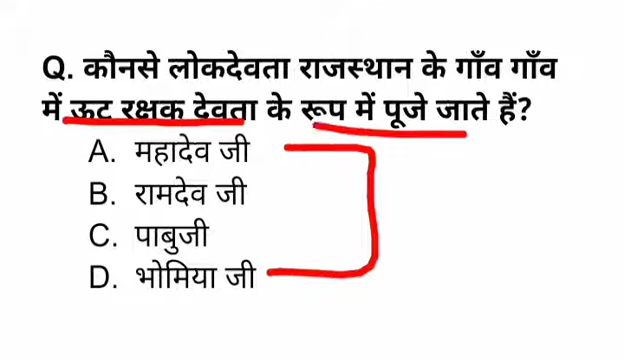 Q. कौनसे लोकदेवता राजस्थान के गाँव गाँव
में ऊट रक्षक देवता के रूप में पूजे जाते हैं?
A. महादेव जी
B. रामदेव जी
C. पाबुजी
D. भोमिया जी